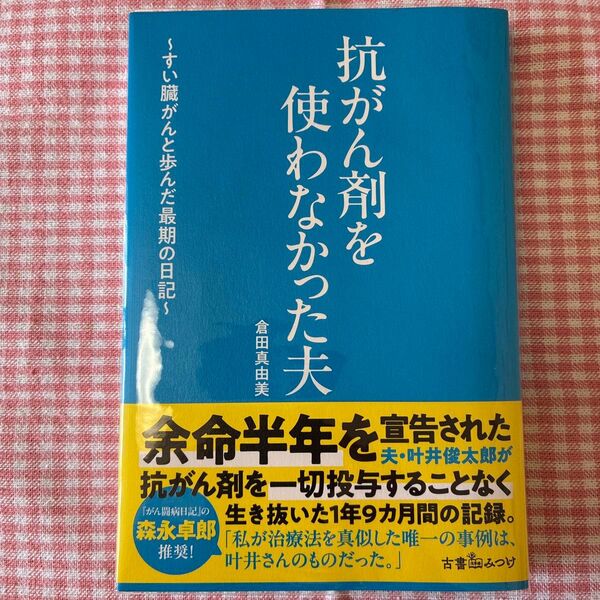 抗がん剤を
使わなかった夫
〜すい臓がんと歩んだ最期の日記〜
倉田真由美
余命半年を宣告された
夫・叶井俊太郎が
抗がん剤を一切投与することなく
生き抜いた1年9カ月間の記録。
『がん闘病日記』の
森永卓郎
推奨!
「私が治療法を真似した唯一の事例は、
叶井さんのものだった。」
古書みつけ